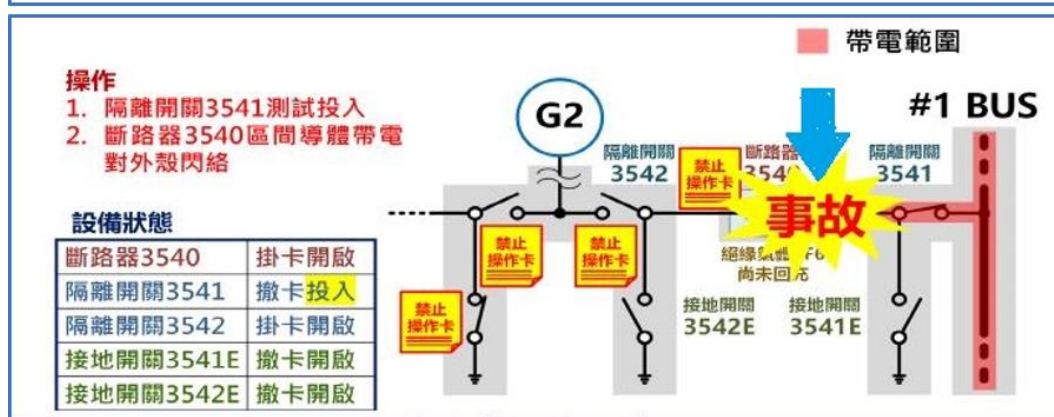 帶電範圍
操作
1. 隔離開關3541測試投入
2. 斷路器3540區間導體帶電
對外殼閃絡
G2
#1 BUS
隔離開關
3542
禁止
操作卡
斷路器
354
隔離開關
3541
事故
禁止
操作卡
禁止
操作卡
絕緣氣
F6
尚未回充
禁止
操作卡
接地開關
3542E
接地開關
3541E
設備狀態
斷路器3540 掛卡開啟
隔離開關3541 撤卡投入
隔離開關3542 掛卡開啟
接地開關3541E 撤卡開啟
接地開關3542E 撤卡開啟